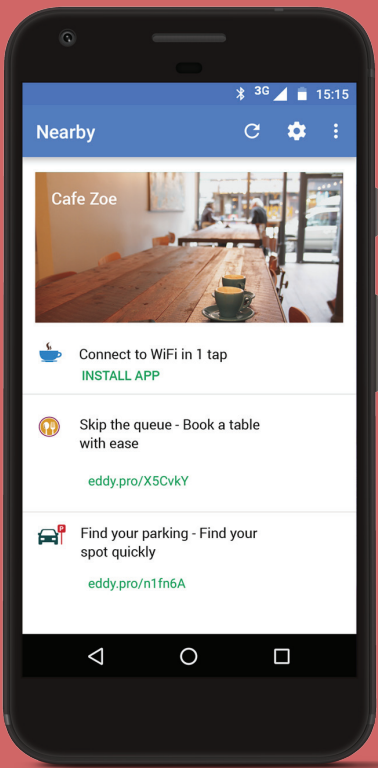 3G 15:15
Nearby
Cafe Zoe
Connect to WiFi in 1 tap
INSTALL APP
Skip the queue - Book a table
with ease
eddy.pro/X5CvkY
P
Find your parking - Find your
spot quickly
eddy.pro/n1fn6A